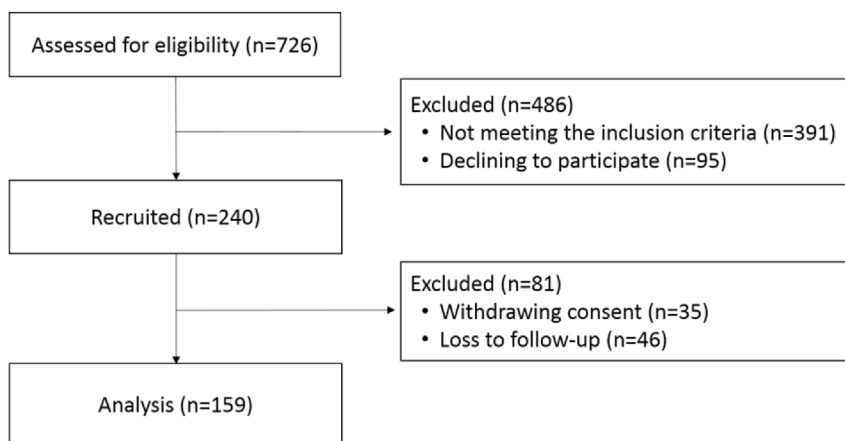 Assessed for eligibility (n=726)
Excluded (n=486)
• Not meeting the inclusion criteria (n=391)
• Declining to participate (n=95)
Recruited (n=240)
Excluded (n=81)
• Withdrawing consent (n=35)
• Loss to follow-up (n=46)
Analysis (n=159)